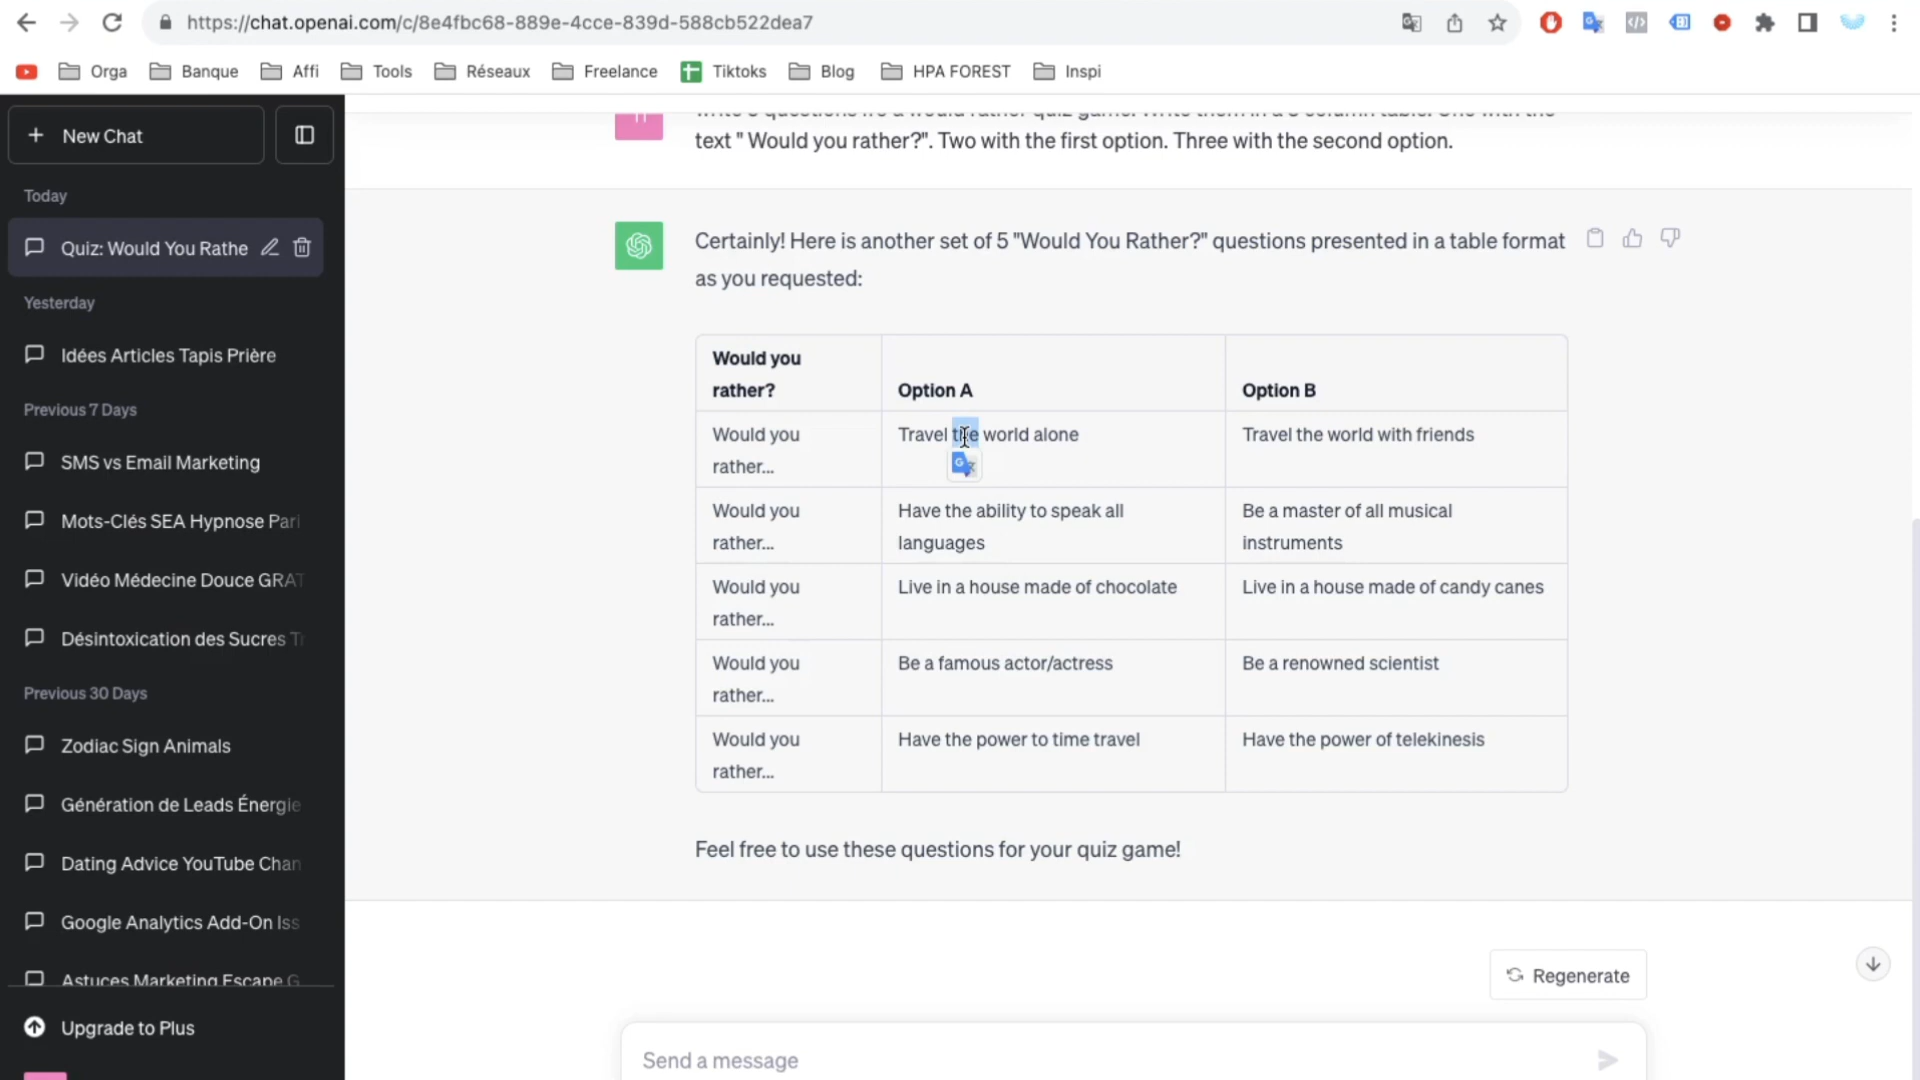 https://chat.openai.com/c/8e4fbc68-889e-4cce-839d-588cb522dea7
Orga
Banque
Affi
Tools
Réseaux
Freelance
Tiktoks
Blog
HPA FOREST
Inspi
New Chat
Today
Quiz: Would You Rathe
Yesterday
Idées Articles Tapis Prière
Previous 7 Days
SMS vs Email Marketing
Mots-Clés SEA Hypnose Pari
Vidéo Médecine Douce GRAT
Désintoxication des Sucres T
Previous 30 Days
Zodiac Sign Animals
Génération de Leads Énergie
Dating Advice YouTube Chan
Google Analytics Add-On Iss
Astuces Marketing Escape G
Upgrade to Plus
text " Would you rather?". Two with the first option. Three with the second option.
Certainly! Here is another set of 5 "Would You Rather?" questions presented in a table format
as you requested:
Would you
rather?
Option A
Option B
Would you
rather...
Travel the world alone
Travel the world with friends
Would you
rather...
Have the ability to speak all
languages
Be a master of all musical
instruments
Would you
rather...
Live in a house made of chocolate
Live in a house made of candy canes
Would you
rather...
Be a famous actor/actress
Be a renowned scientist
Would you
rather...
Have the power to time travel
Have the power of telekinesis
Feel free to use these questions for your quiz game!
Regenerate
Send a message